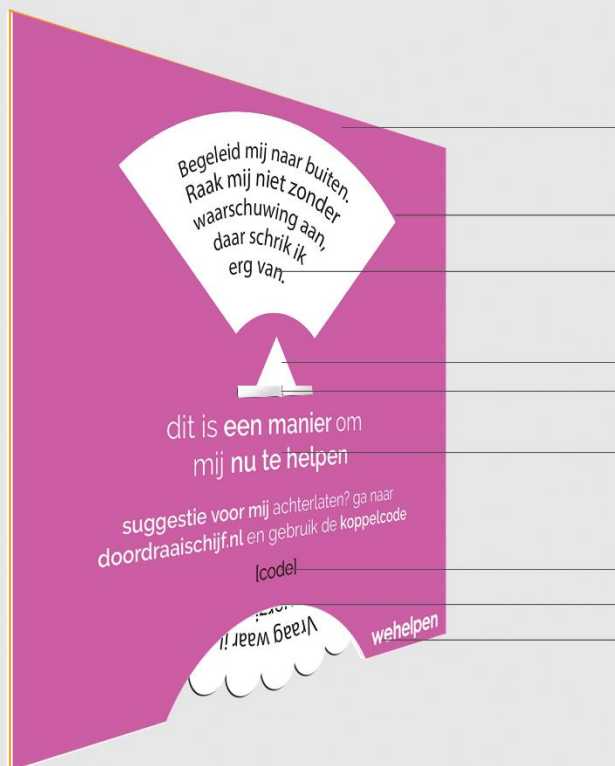 Begeleid mij naar buiten.
Raak mij niet zonder
waarschuwing aan,
daar schrik ik
erg van.
dit is een manier om
mij nu te helpen
suggestie voor mij achterlaten? ga naar
doordraaischijf.nl en gebruik de koppelcode
[code]
Vraag waar
wehelpen